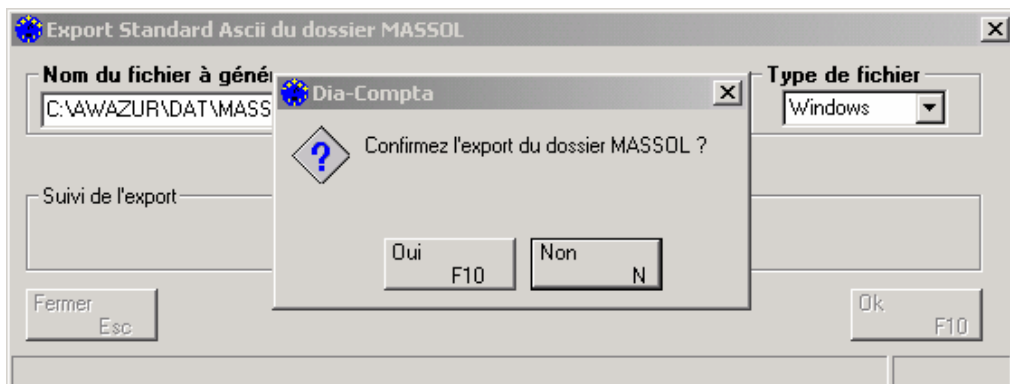 Export Standard Ascii du dossier MASSOL
Nom du fichier à génér
Type de fichier
C:\AWAZUR\DAT\MASS
Windows
Dia-Compta
Confirmez l'export du dossier MASSOL ?
Oui
F10
Non
N
Suivi de l'export
Fermer
Esc
Ok
F10